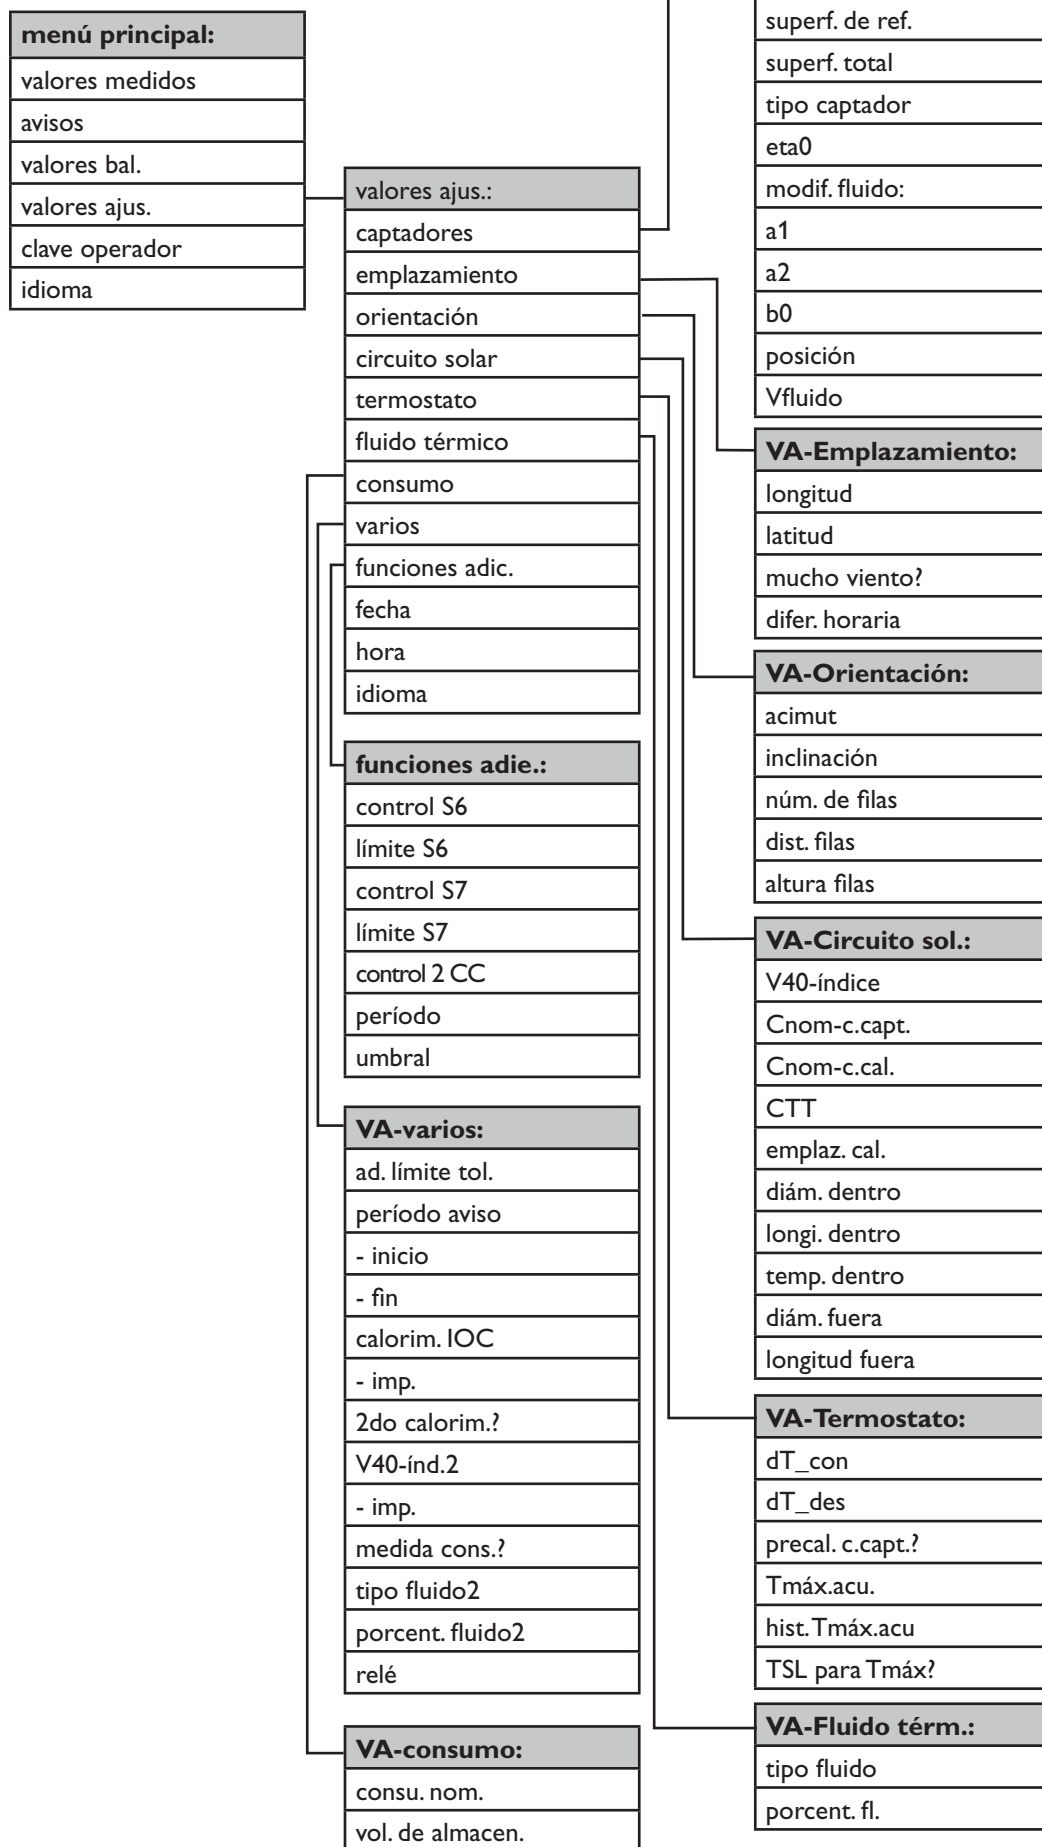 menú principal:
valores medidos
avisos
valores bal.
valores ajus.
clave operador
idioma
valores ajus.:
captadores
emplazamiento
orientación
circuito solar
termostato
fluido térmico
consumo
varios
funciones adic.
fecha
hora
idioma
funciones adie.:
control S6
límite S6
control S7
límite S7
control 2 CC
período
umbral
VA-varios:
ad. límite tol.
período aviso
- inicio
- fin
calorim. IOC
- imp.
2do calorim.?
V40-índ.2
- imp.
medida cons.?
tipo fluido2
porcent. fluido2
relé
VA-consumo:
consu. nom.
vol. de almacen.
superf. de ref.
superf. total
tipo captador
eta0
modif. fluido:
a1
a2
b0
posición
Vfluido
VA-Emplazamiento:
longitud
latitud
mucho viento?
difer. horaria
VA-Orientación:
acimut
inclinación
núm. de filas
dist. filas
altura filas
VA-Circuito sol.:
V40-índice
Cnom-c.capt.
Cnom-c.cal.
CTT
emplaz. cal.
diám. dentro
longi. dentro
temp. dentro
diám. fuera
longitud fuera
VA-Termostato:
dT_con
dT_des
precal. c.capt.?
Tmáx.acu.
hist. Tmáx.acu
TSL para Tmáx?
VA-Fluido térm.:
tipo fluido
porcent. fl.